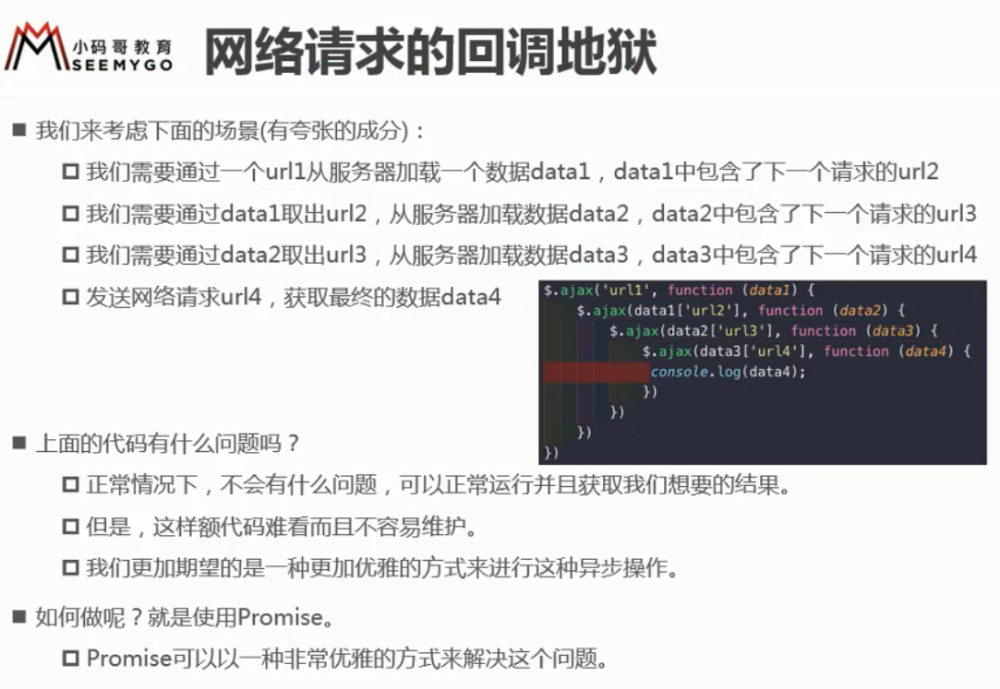 小码哥教育
SEEMYGO
网络请求的回调地狱
我们来考虑下面的场景(有夸张的成分)：
我们需要通过一个url1从服务器加载一个数据data1，data1中包含了下一个请求的url2
我们需要通过data1取出url2，从服务器加载数据data2，data2中包含了下一个请求的url3
我们需要通过data2取出url3，从服务器加载数据data3，data3中包含了下一个请求的url4
发送网络请求url4，获取最终的数据data4
$.ajax('url1', function (data1) {
$.ajax(data1['url2'], function (data2) {
$.ajax(data2['url3'], function (data3) {
$.ajax(data3['url4'], function (data4) {
console.log(data4);
})
})
})
})
上面的代码有什么问题吗？
正常情况下，不会有什么问题，可以正常运行并且获取我们想要的结果。
但是，这样额代码难看而且不容易维护。
我们更加期望的是一种更加优雅的方式来进行这种异步操作。
如何做呢？就是使用Promise。
Promise可以以一种非常优雅的方式来解决这个问题。